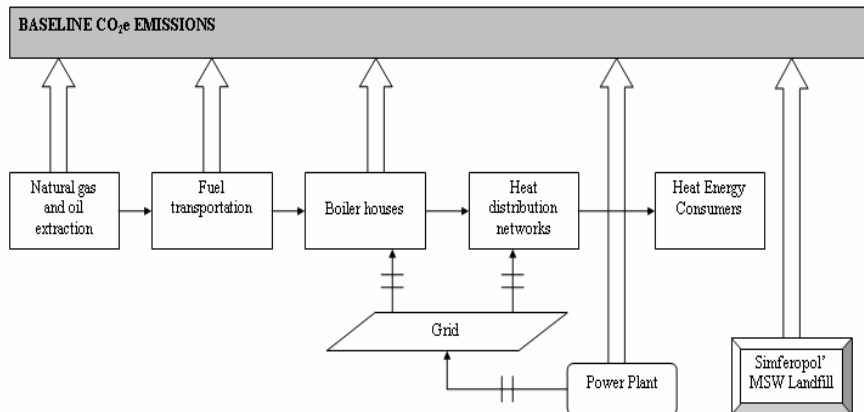 BASELINE CO₂e EMISSIONS
Natural gas
and oil
extraction
Fuel
transportation
Boiler houses
Heat
distribution
networks
Heat Energy
Consumers
Grid
Power Plant
Simferopol'
MSW Landfill